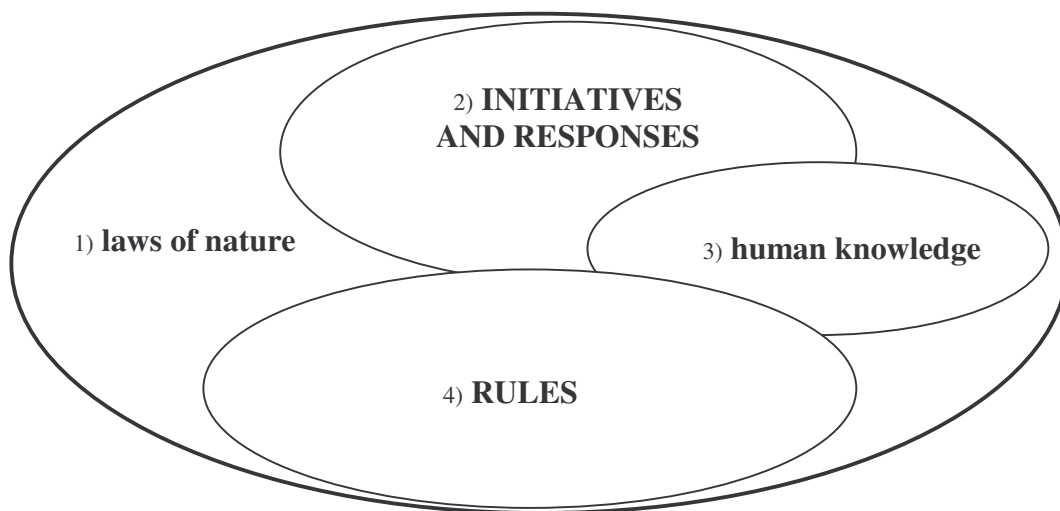 2) INITIATIVES
AND RESPONSES
1) laws of nature
3) human knowledge
4) RULES